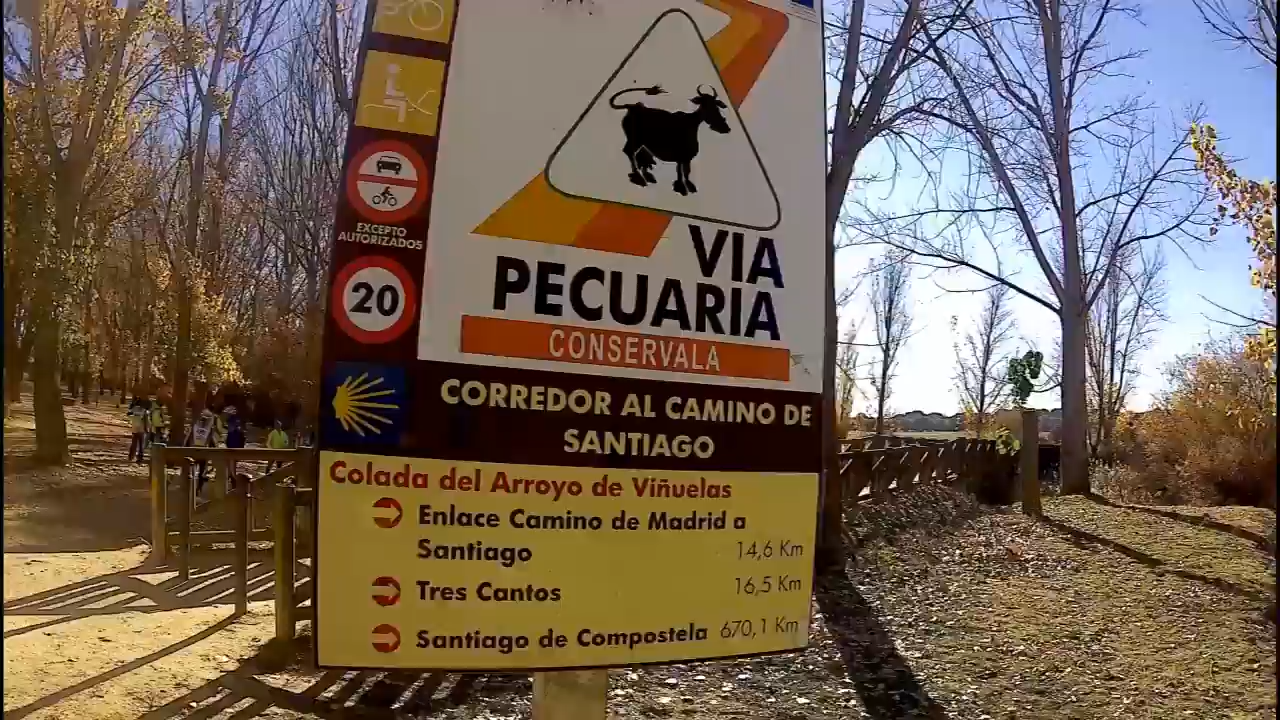 EXCEPTO
AUTORIZADOS
20
VIA
PECUARIA
CONSERVALA
CORREDOR AL CAMINO DE
SANTIAGO
Colada del Arroyo de Viñuelas
Enlace Camino de Madrid a
Santiago 14,6 Km
Tres Cantos 16,5 Km
Santiago de Compostela 670,1 Km